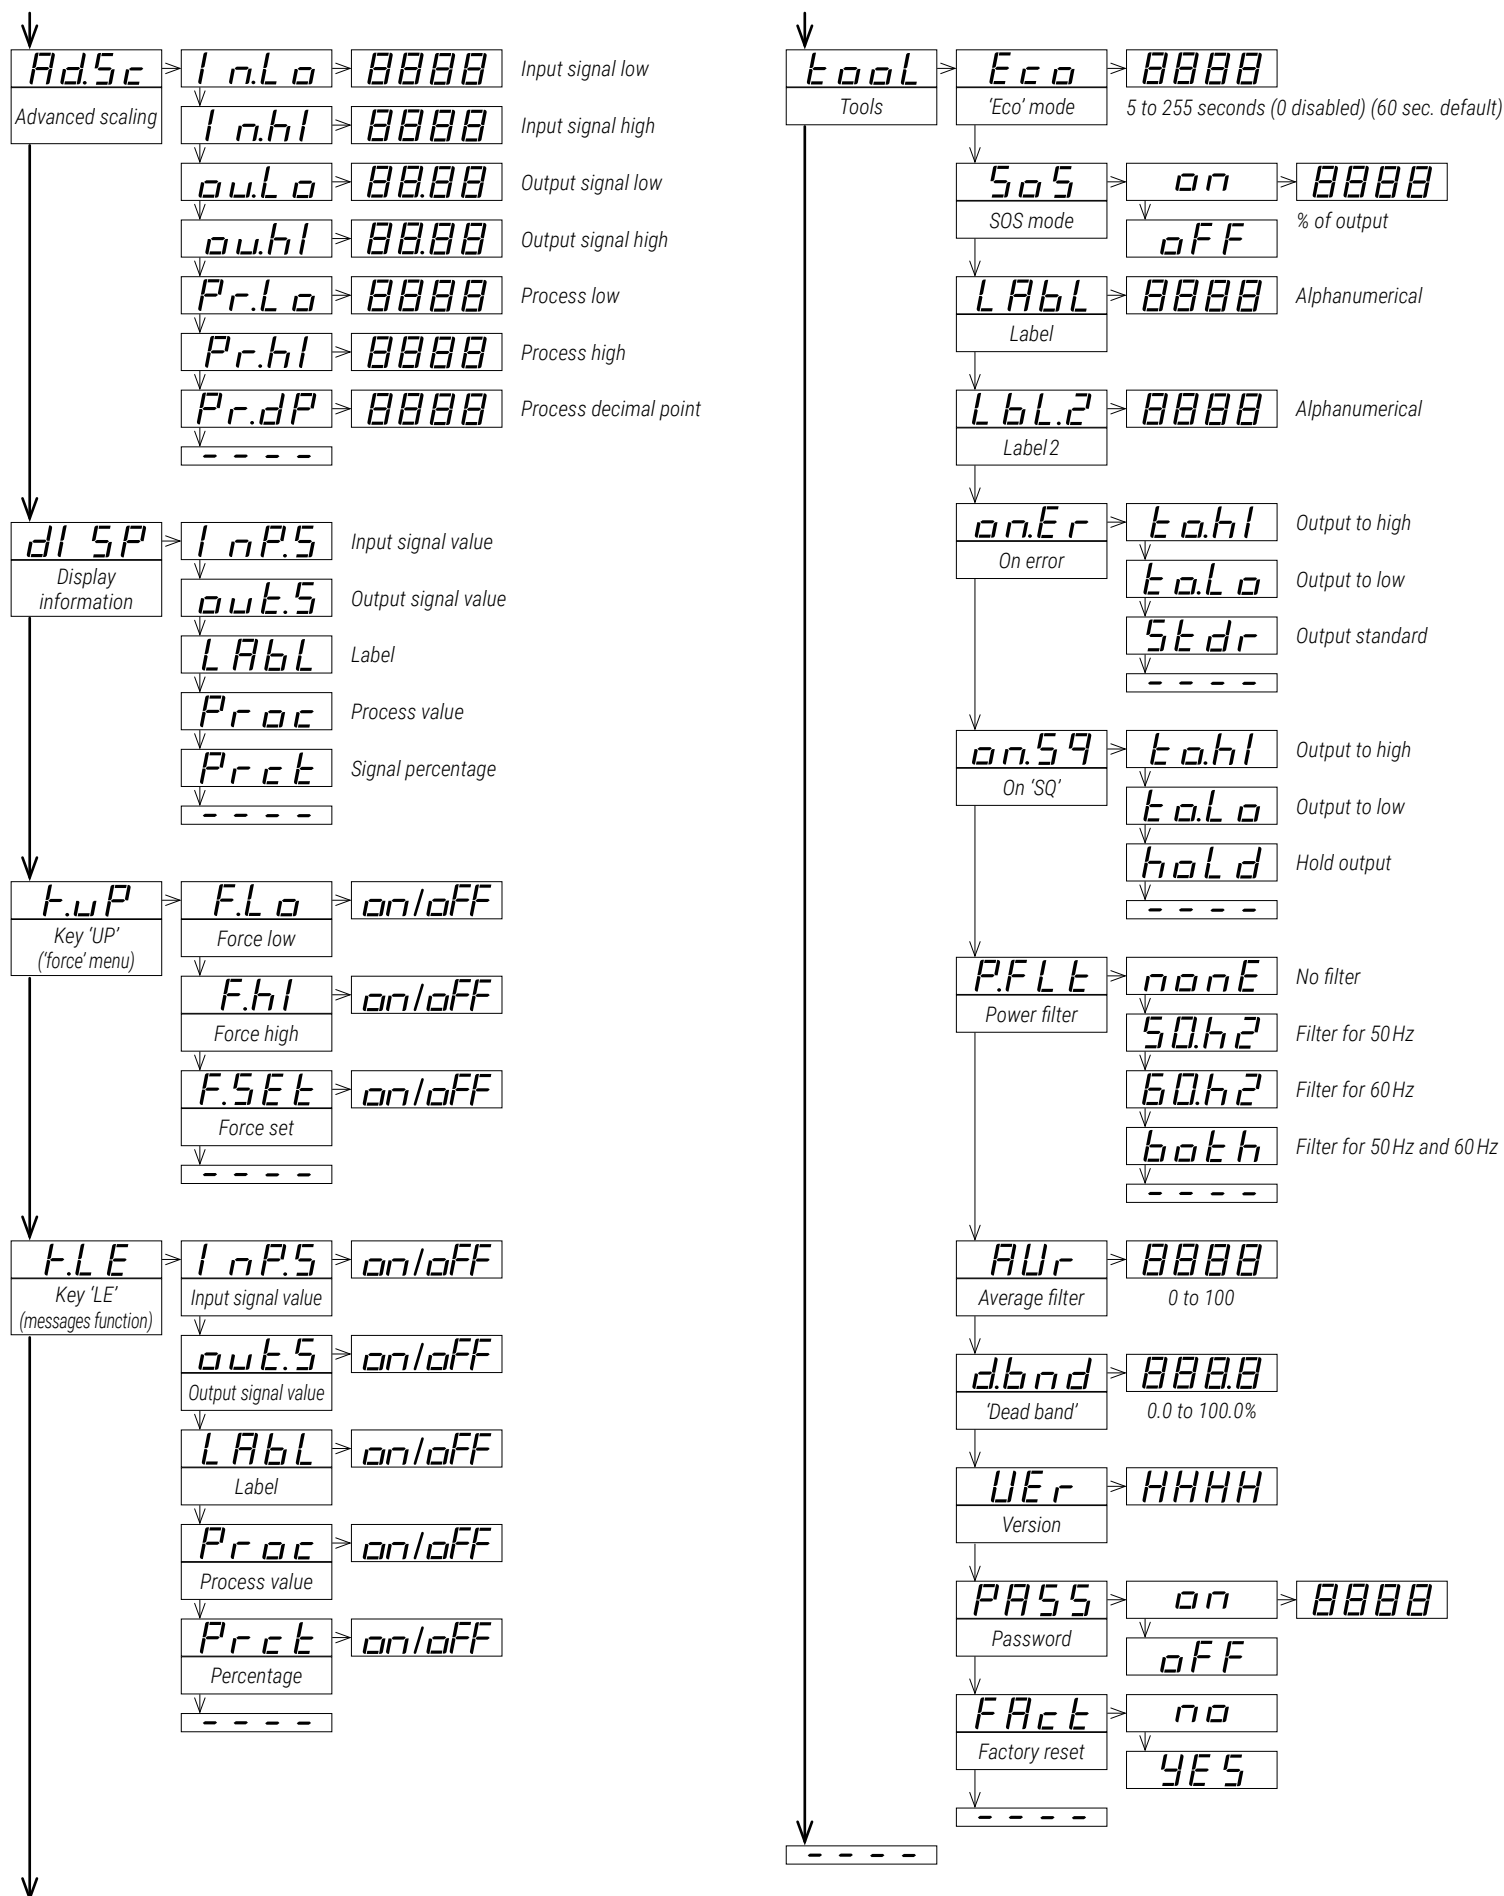 Ad.Sc In.Lo 8888 Input signal low
Advanced scaling
In.hI 8888 Input signal high
ou.Lo 88.88 Output signal low
ou.hI 88.88 Output signal high
Pr.Lo 8888 Process low
Pr.hI 8888 Process high
Pr.dP 8888 Process decimal point
----
dISP InP.S Input signal value
Display
information
out.S Output signal value
LAbL Label
Proc Process value
Prct Signal percentage
----
k.uP F.Lo on/oFF
Key 'UP'
('force' menu)
Force low
F.hI on/oFF
Force high
F.SEt on/oFF
Force set
----
k.LE InP.S on/oFF
Key 'LE'
(messages function)
Input signal value
out.S on/oFF
Output signal value
LAbL on/oFF
Label
Proc on/oFF
Process value
Prct on/oFF
Percentage
----
tooL Eco 8888
Tools
'Eco' mode
5 to 255 seconds (0 disabled) (60 sec. default)
SoS on 8888
SOS mode
% of output
oFF
LAbL 8888 Alphanumerical
Label
LbL.2 8888 Alphanumerical
Label 2
on.Er to.hI Output to high
On error
to.Lo Output to low
Stdr Output standard
----
on.Sq to.hI Output to high
On 'SQ'
to.Lo Output to low
hoLd Hold output
----
P.FLt nonE No filter
Power filter
50.h2 Filter for 50 Hz
60.h2 Filter for 60 Hz
both Filter for 50 Hz and 60 Hz
----
AUr 8888
Average filter
0 to 100
d.bnd 888.8
'Dead band'
0.0 to 100.0%
UEr HHHH
Version
PASS on 8888
Password
oFF
FAct no
Factory reset
YES
----
----